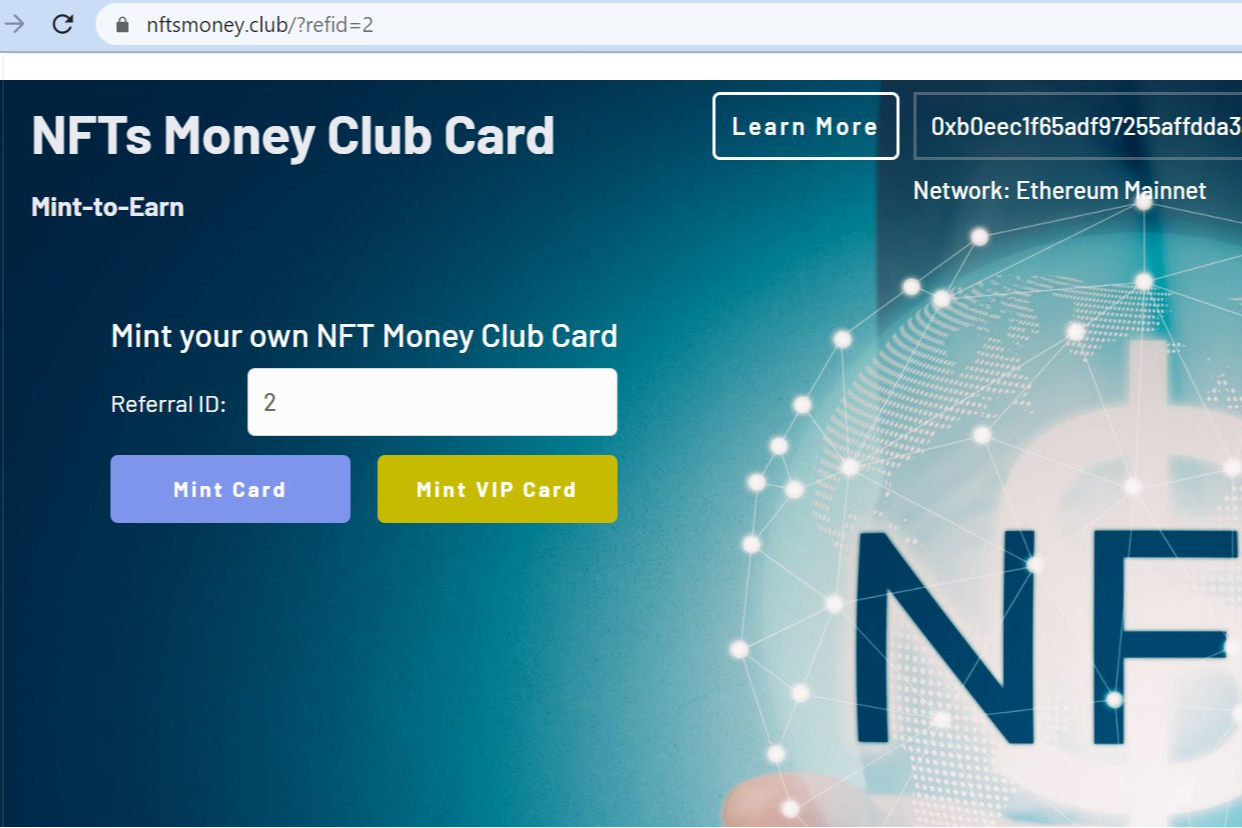 nftsmoney.club/?refid=2
NFTs Money Club Card
Learn More
0xb0eec1f65adf97255affdda3
Mint-to-Earn
Network: Ethereum Mainnet
Mint your own NFT Money Club Card
Referral ID: 2
Mint Card
Mint VIP Card
NF